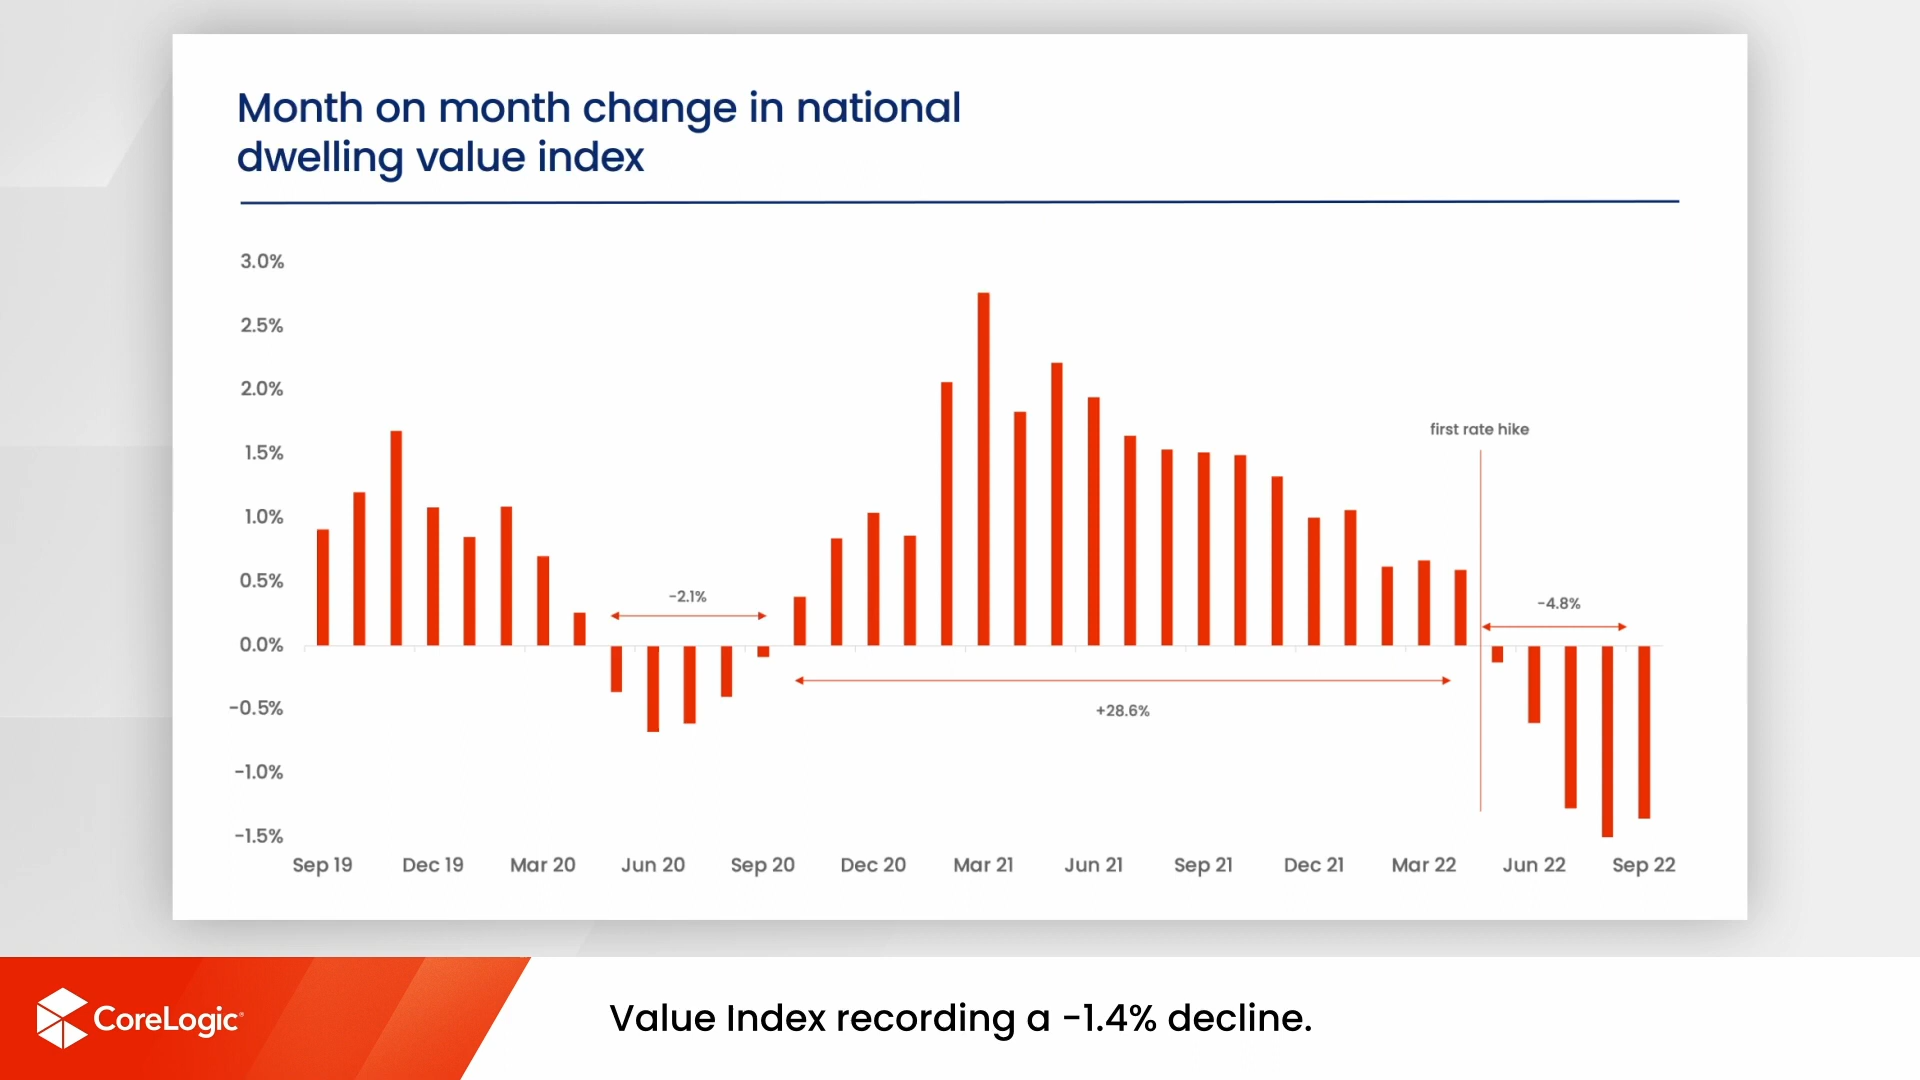 Month on month change in national
dwelling value index
3.0%
2.5%
2.0%
1.5%
1.0%
0.5%
0.0%
-0.5%
-1.0%
-1.5%
first rate hike
-2.1%
-4.8%
+28.6%
Sep 19 Dec 19 Mar 20 Jun 20 Sep 20 Dec 20 Mar 21 Jun 21 Sep 21 Dec 21 Mar 22 Jun 22 Sep 22
CoreLogic
Value Index recording a -1.4% decline.